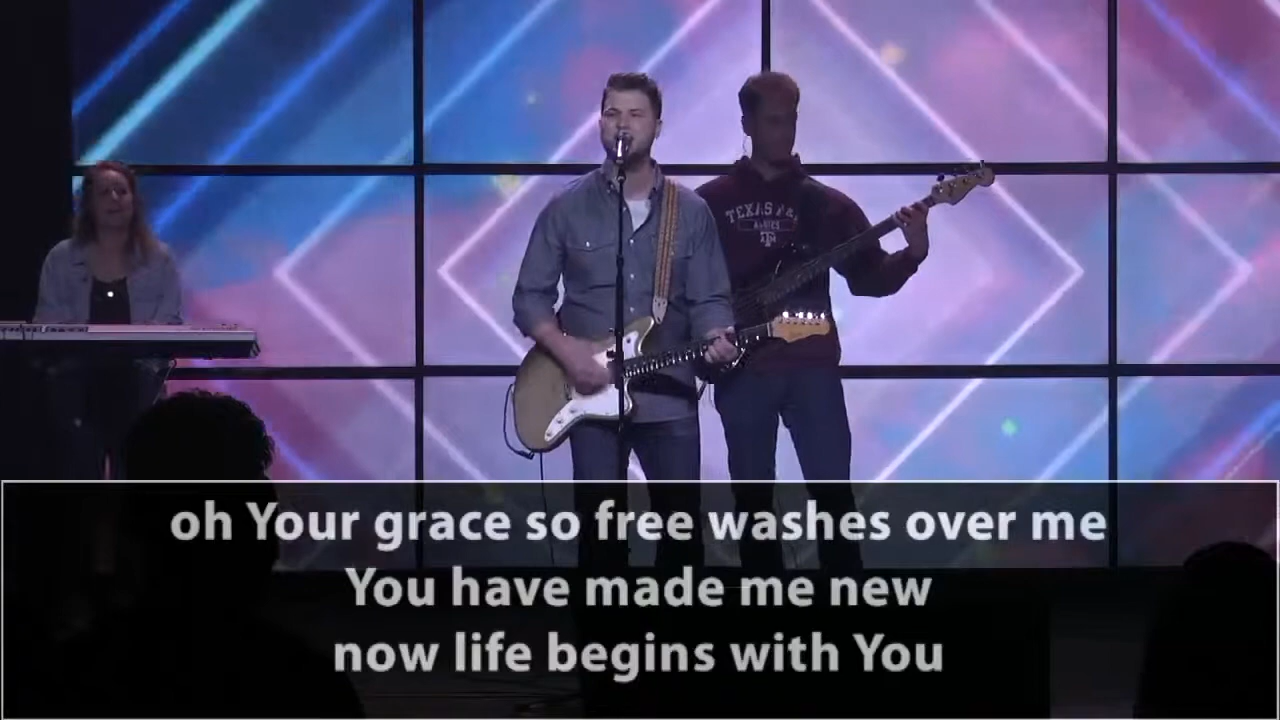 TEXAS A&
AGGIES
oh Your grace so free washes over me
You have made me new
now life begins with You